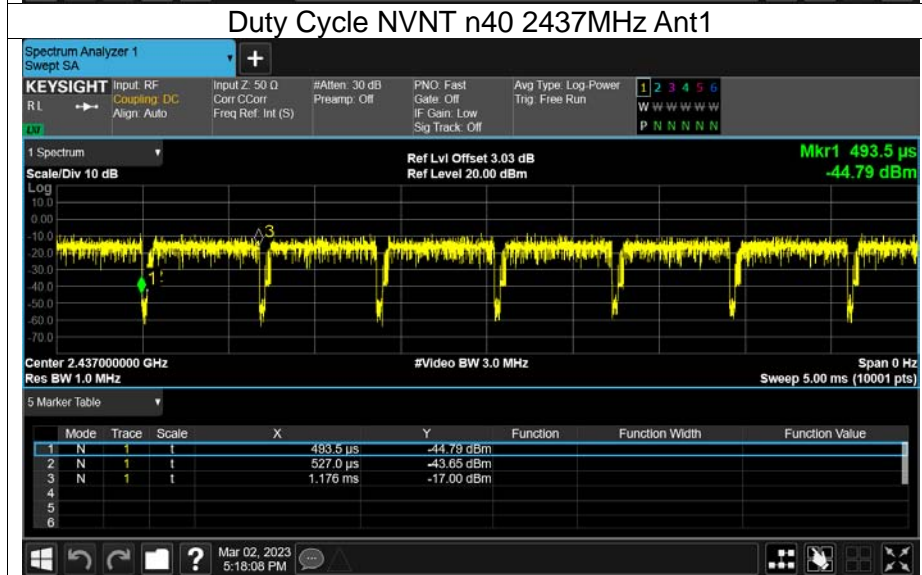 Duty Cycle NVNT n40 2437MHz Ant1
Spectrum Analyzer 1
Swept SA
+
KEYSIGHT Input: RF Input Z: 50 Ω #Atten: 30 dB PNO: Fast Avg Type: Log-Power 1 2 3 4 5 6
RL Coupling: DC Corr CCorr Preamp: Off Gate: Off Trig: Free Run W W W W W W
Align: Auto Freq Ref: Int (S) IF Gain: Low
LXI Sig Track: Off P N N N N N
1 Spectrum Ref Lvl Offset 3.03 dB Mkr1 493.5 µs
Scale/Div 10 dB Ref Level 20.00 dBm -44.79 dBm
Log
10.0
0.00
-10.0
-20.0
-30.0
-40.0
-50.0
-60.0
-70.0
3
1
Center 2.437000000 GHz #Video BW 3.0 MHz Span 0 Hz
Res BW 1.0 MHz Sweep 5.00 ms (10001 pts)
5 Marker Table
Mode Trace Scale X Y Function Function Width Function Value
1 N 1 t 493.5 µs -44.79 dBm
2 N 1 t 527.0 µs -43.65 dBm
3 N 1 t 1.176 ms -17.00 dBm
4
5
6
? Mar 02, 2023
5:18:08 PM